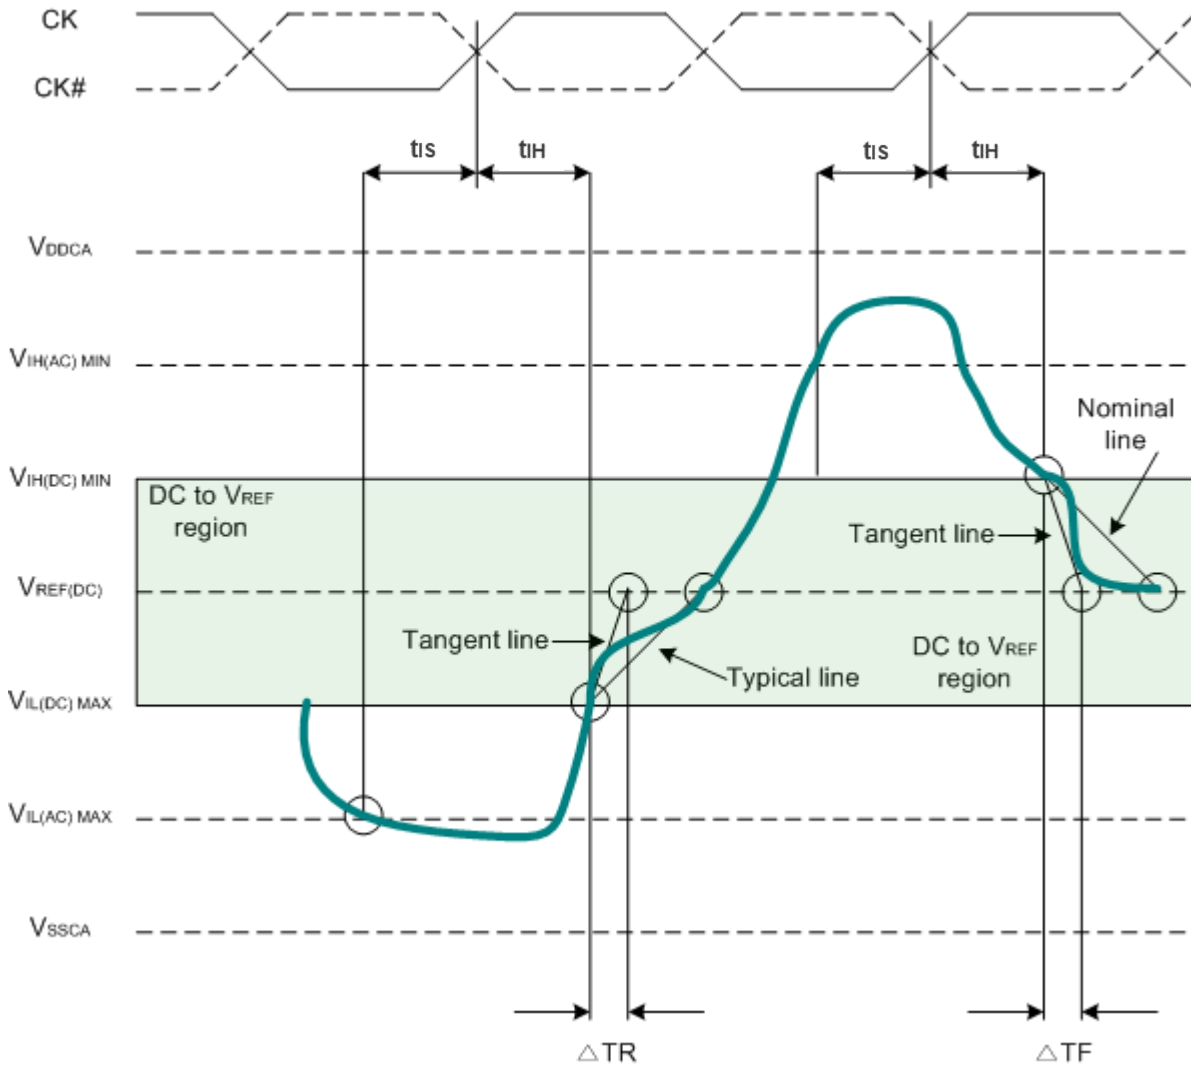 CK
CK#
tIS
tIH
tIS
tIH
VDDCA
VIH(AC) MIN
Nominal
line
VIH(DC) MIN
DC to VREF
region
Tangent line
VREF(DC)
Tangent line
DC to VREF
region
Typical line
VIL(DC) MAX
VIL(AC) MAX
VSSCA
△TR
△TF